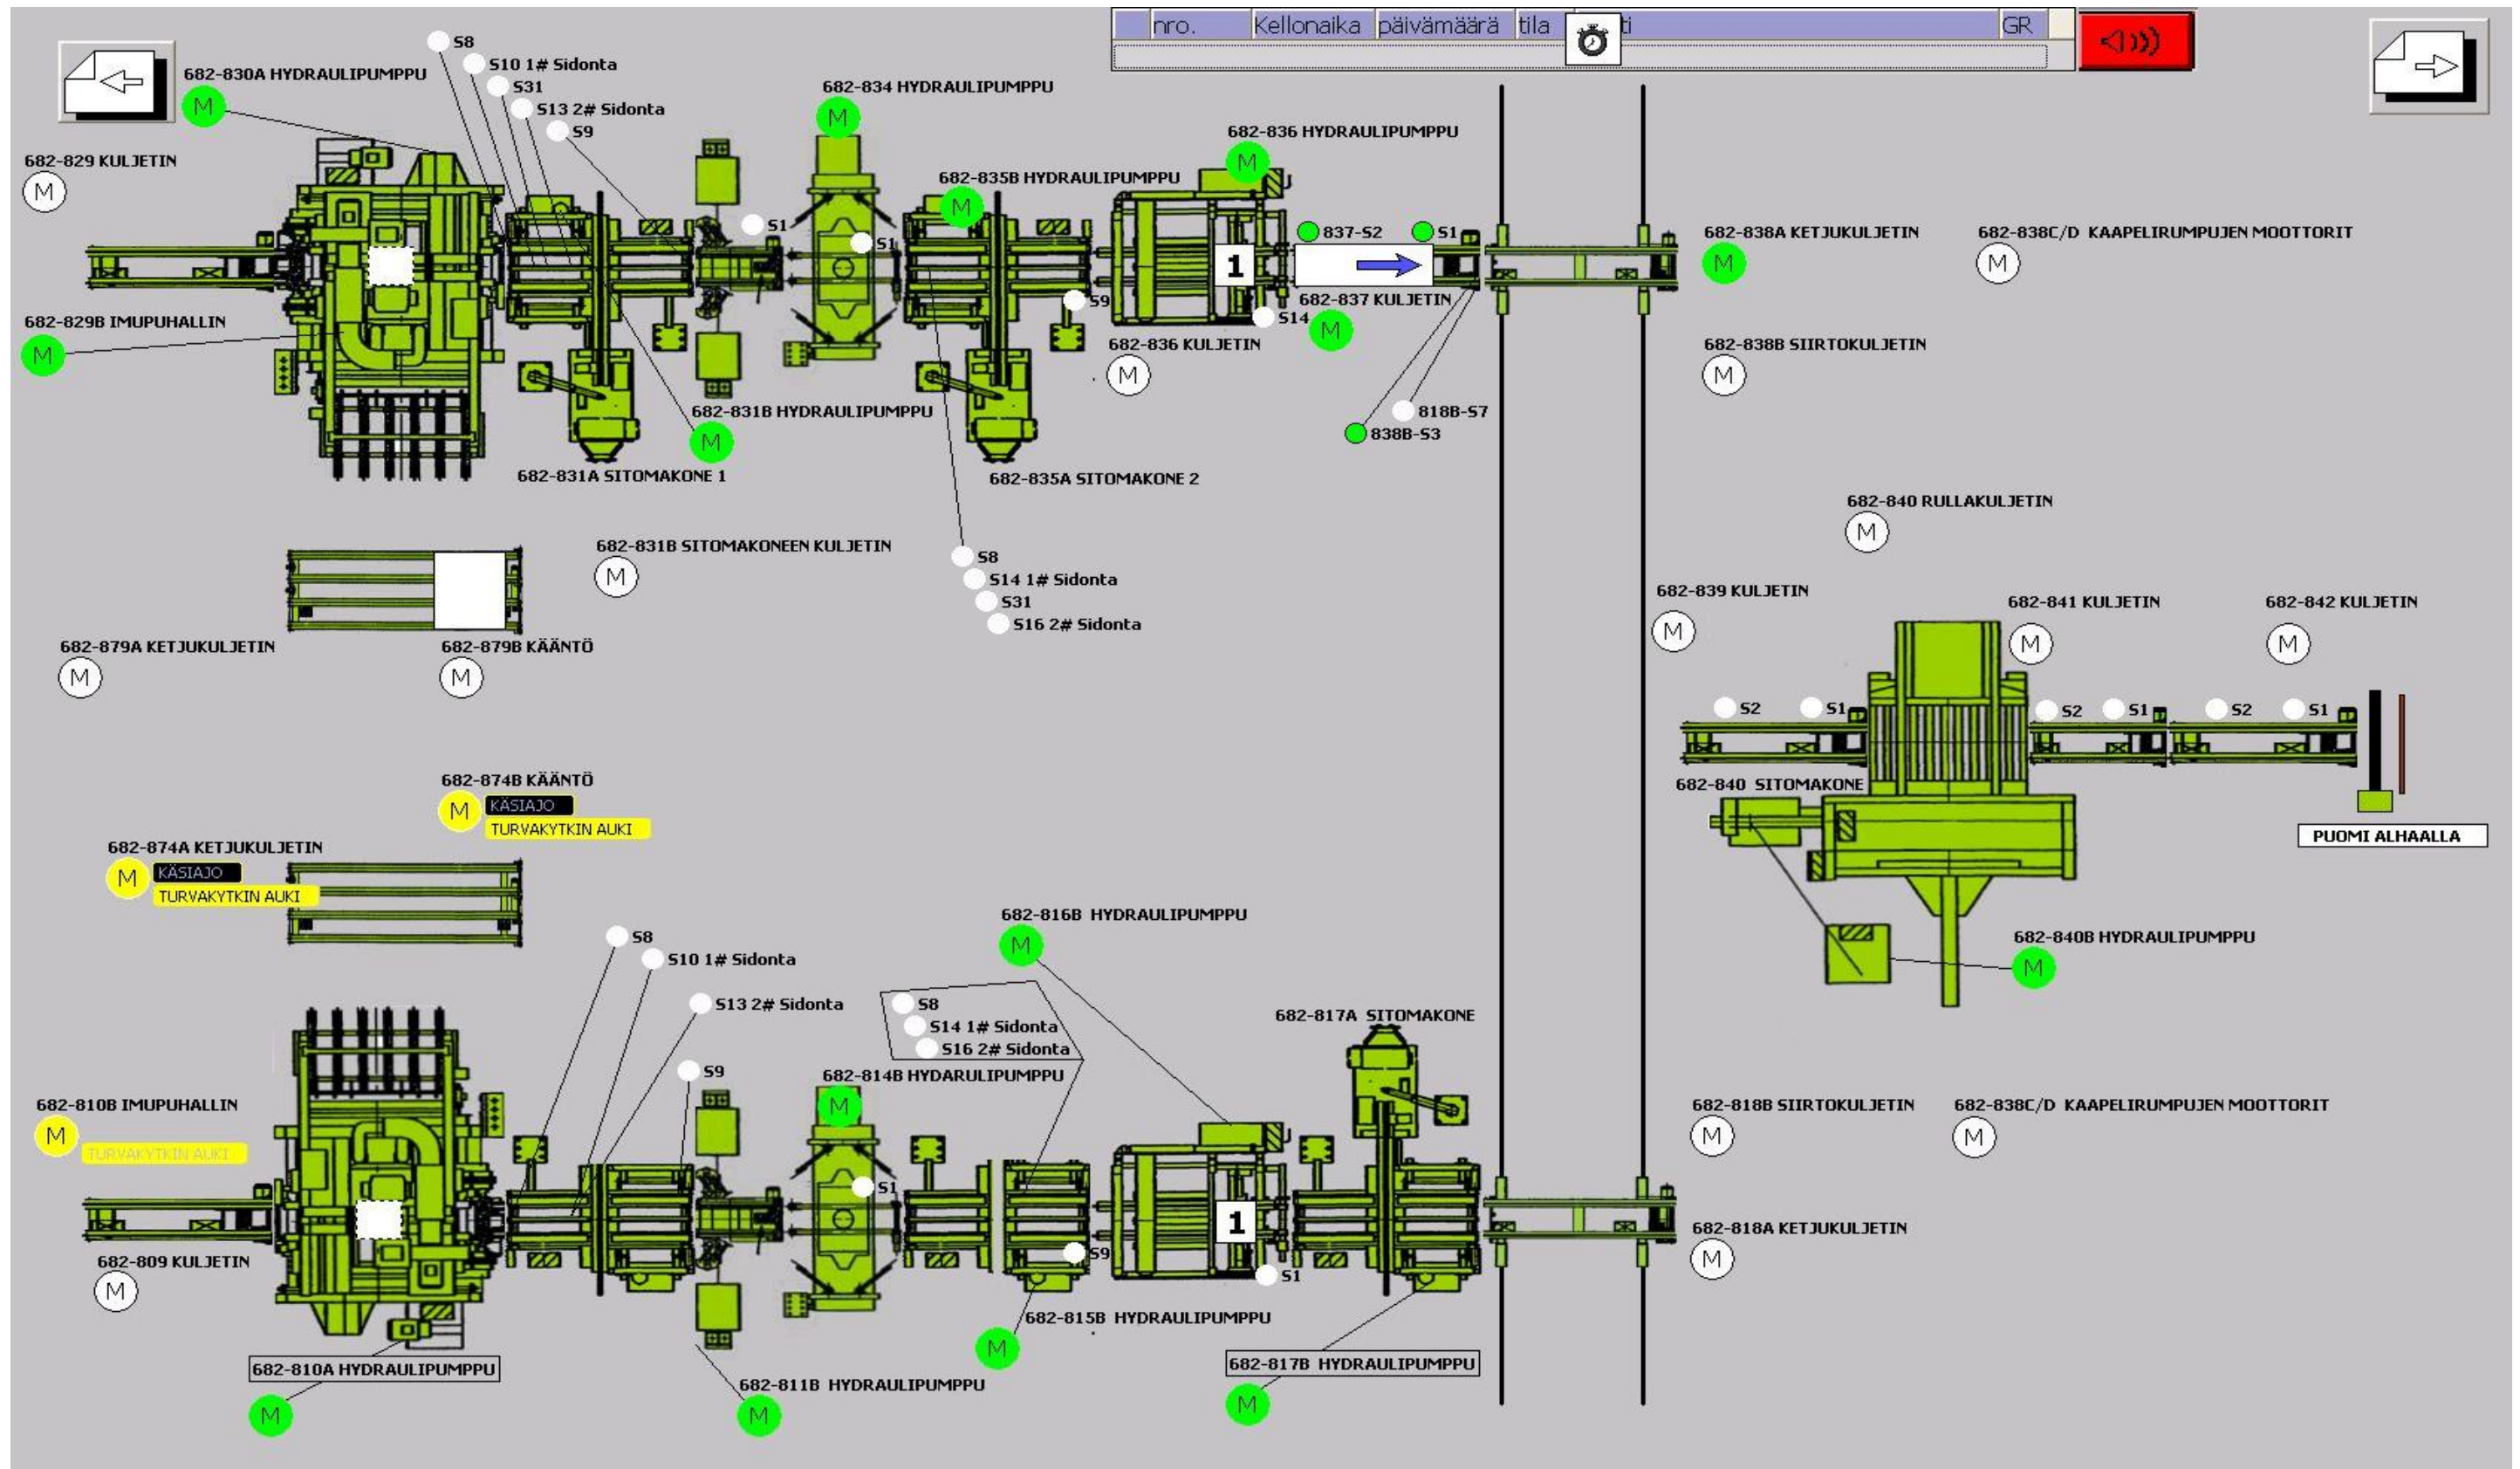 nro. Kellonaika päivämäärä tila ti GR
S8
S10 1# Sidonta
682-830A HYDRAULIPUMPPU
M
S31
S13 2# Sidonta
S9
682-834 HYDRAULIPUMPPU
M
682-836 HYDRAULIPUMPPU
M
682-829 KULJETIN
M
682-835B HYDRAULIPUMPPU
M
S1
S1
837-S2
S1
682-838A KETJUKULJETIN
M
682-838C/D KAAPELIRUMPUJEN MOOTTORIT
M
1
S9
682-837 KULJETIN
M
S14
682-829B IMUPUHALLIN
M
682-836 KULJETIN
M
682-838B SIIRTOKULJETIN
M
682-831B HYDRAULIPUMPPU
M
818B-S7
838B-S3
682-831A SITOMAKONE 1
682-835A SITOMAKONE 2
682-840 RULLAKULJETIN
M
682-831B SITOMAKONEEN KULJETIN
M
S8
S14 1# Sidonta
S31
S16 2# Sidonta
682-839 KULJETIN
M
682-841 KULJETIN
M
682-842 KULJETIN
M
682-879A KETJUKULJETIN
M
682-879B KÄÄNTÖ
M
S2
S1
S2
S1
S2
S1
682-874B KÄÄNTÖ
M
KÄSIAJO
TURVAKYTKIN AUKI
682-840 SITOMAKONE
PUOMI ALHAALLA
682-874A KETJUKULJETIN
M
KÄSIAJO
TURVAKYTKIN AUKI
682-816B HYDRAULIPUMPPU
M
S8
S10 1# Sidonta
682-840B HYDRAULIPUMPPU
M
S13 2# Sidonta
S8
S14 1# Sidonta
S16 2# Sidonta
682-817A SITOMAKONE
S9
682-814B HYDARULIPUMPPU
M
682-810B IMUPUHALLIN
M
TURVAKYTKIN AUKI
682-818B SIIRTOKULJETIN
M
682-838C/D KAAPELIRUMPUJEN MOOTTORIT
M
S1
1
S9
S1
682-818A KETJUKULJETIN
M
682-809 KULJETIN
M
682-815B HYDRAULIPUMPPU
M
682-810A HYDRAULIPUMPPU
M
682-811B HYDRAULIPUMPPU
M
682-817B HYDRAULIPUMPPU
M